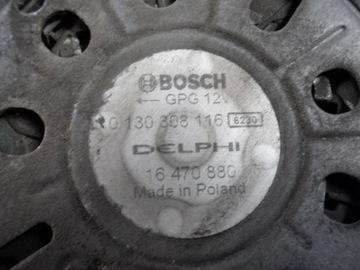 BOSCH
← GPG 12V
0 130 308 116 6230
DELPHI
16 470 880
Made in Poland